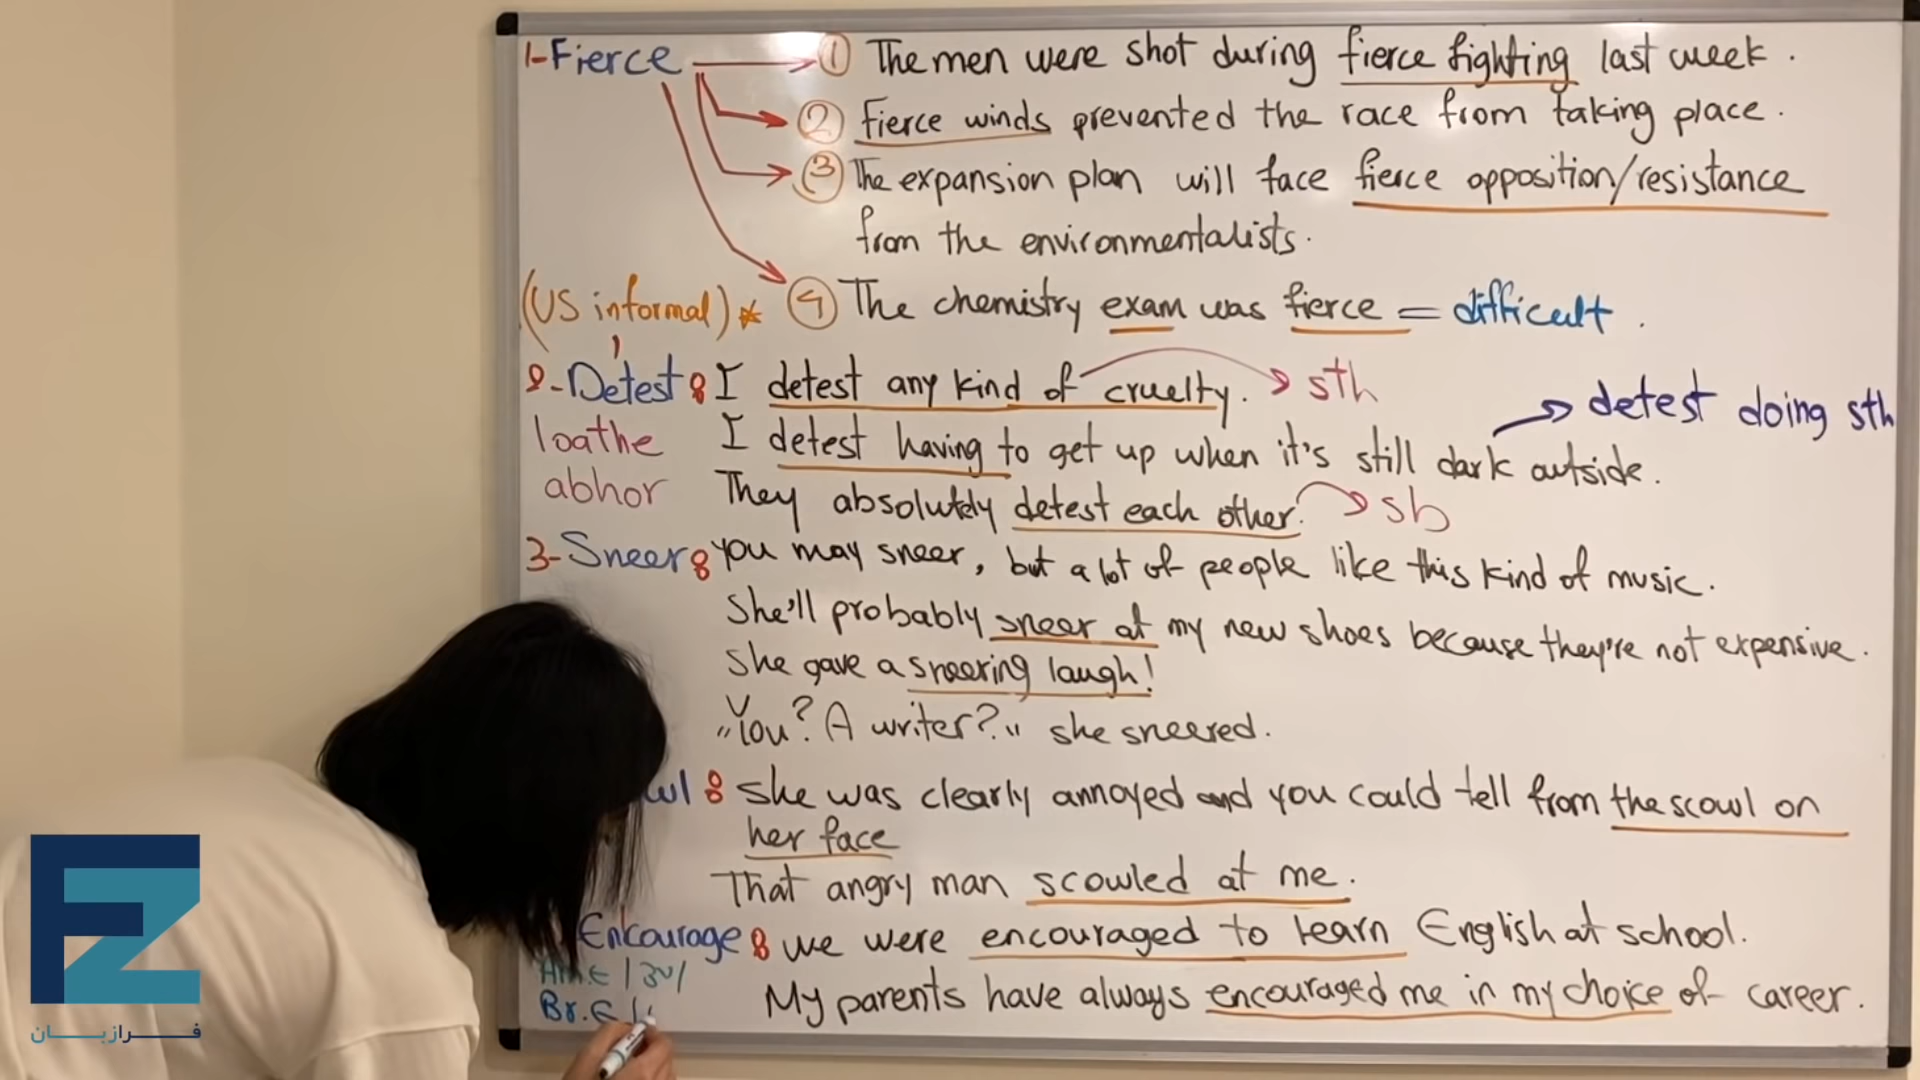 1-Fierce → ① The men were shot during fierce fighting last week.
② Fierce winds prevented the race from taking place.
③ The expansion plan will face fierce opposition/resistance
from the environmentalists.
(US informal) * ④ The chemistry exam was fierce = difficult.
2-Detest: I detest any kind of cruelty. → sth
→ detest doing sth
loathe I detest having to get up when it's still dark outside.
abhor They absolutely detest each other. → sb
3-Sneer: you may sneer, but a lot of people like this kind of music.
She'll probably sneer at my new shoes because they're not expensive.
she gave a sneering laugh!
"You? A writer?" she sneered.
wl: she was clearly annoyed and you could tell from the scowl on
her face
That angry man scowled at me.
Encourage: we were encouraged to learn English at school.
Am.E
Br.E My parents have always encouraged me in my choice of career.
EZ
فرازبان